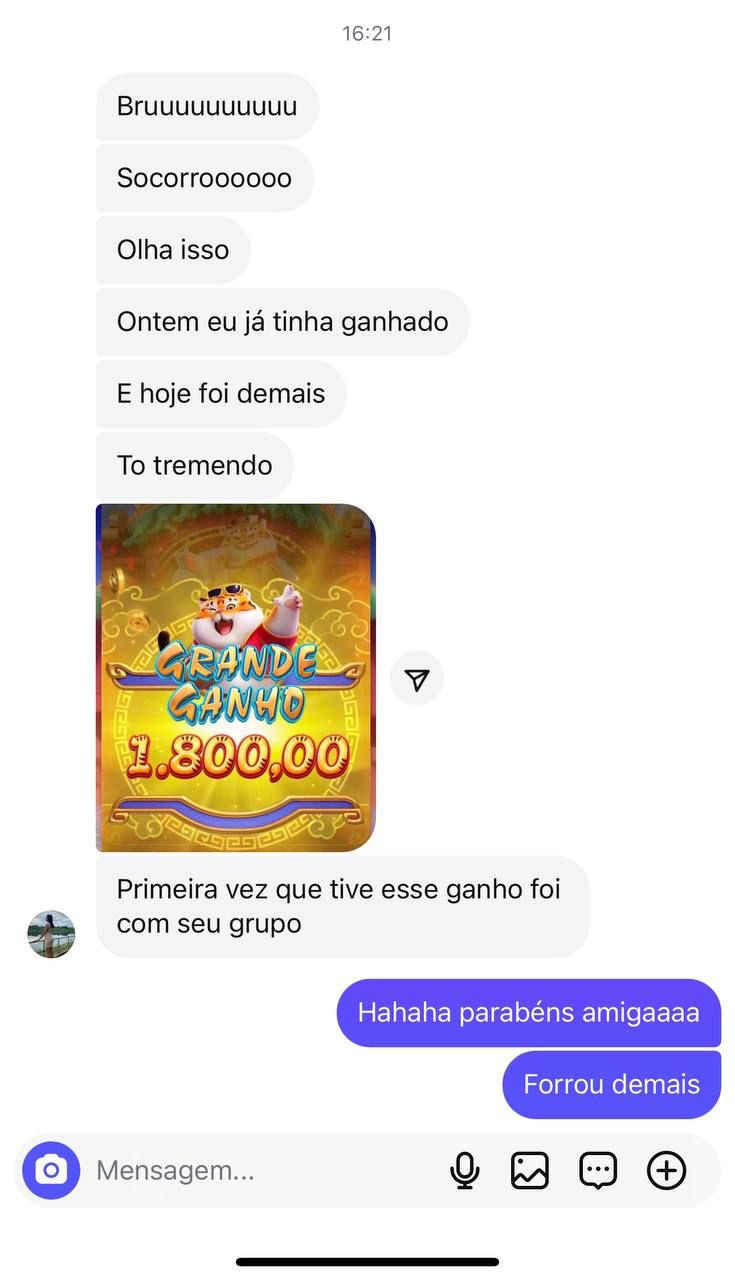 16:21
Bruuuuuuuuuu
Socorroooooo
Olha isso
Ontem eu já tinha ganhado
E hoje foi demais
To tremendo
GRANDE
GANHO
1.800,00
Primeira vez que tive esse ganho foi
com seu grupo
Hahaha parabéns amigaaaa
Forrou demais
Mensagem...